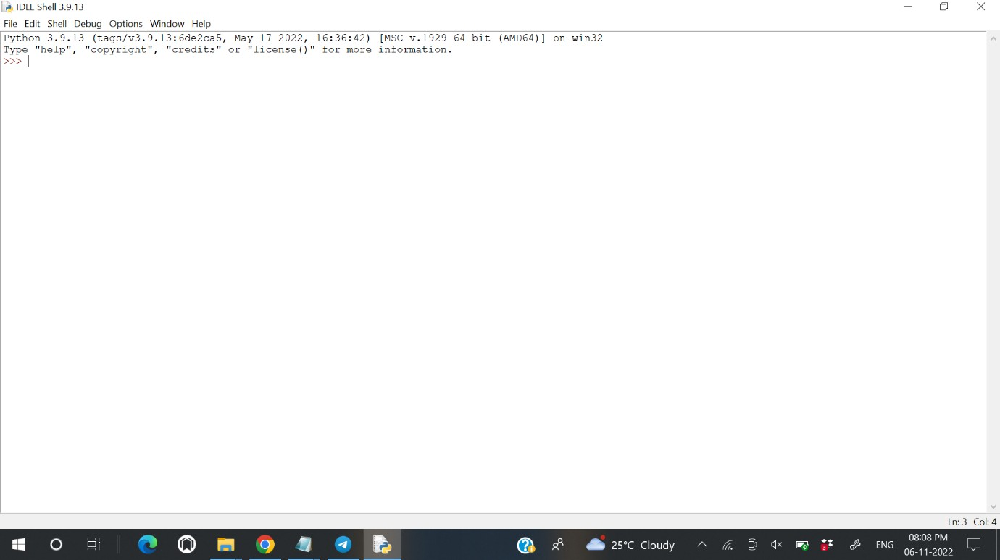 IDLE Shell 3.9.13
File Edit Shell Debug Options Window Help
Python 3.9.13 (tags/v3.9.13:6de2ca5, May 17 2022, 16:36:42) [MSC v.1929 64 bit (AMD64)] on win32
Type "help", "copyright", "credits" or "license()" for more information.
>>>
Ln: 3 Col: 4
25°C Cloudy
3
ENG
08:08 PM
06-11-2022